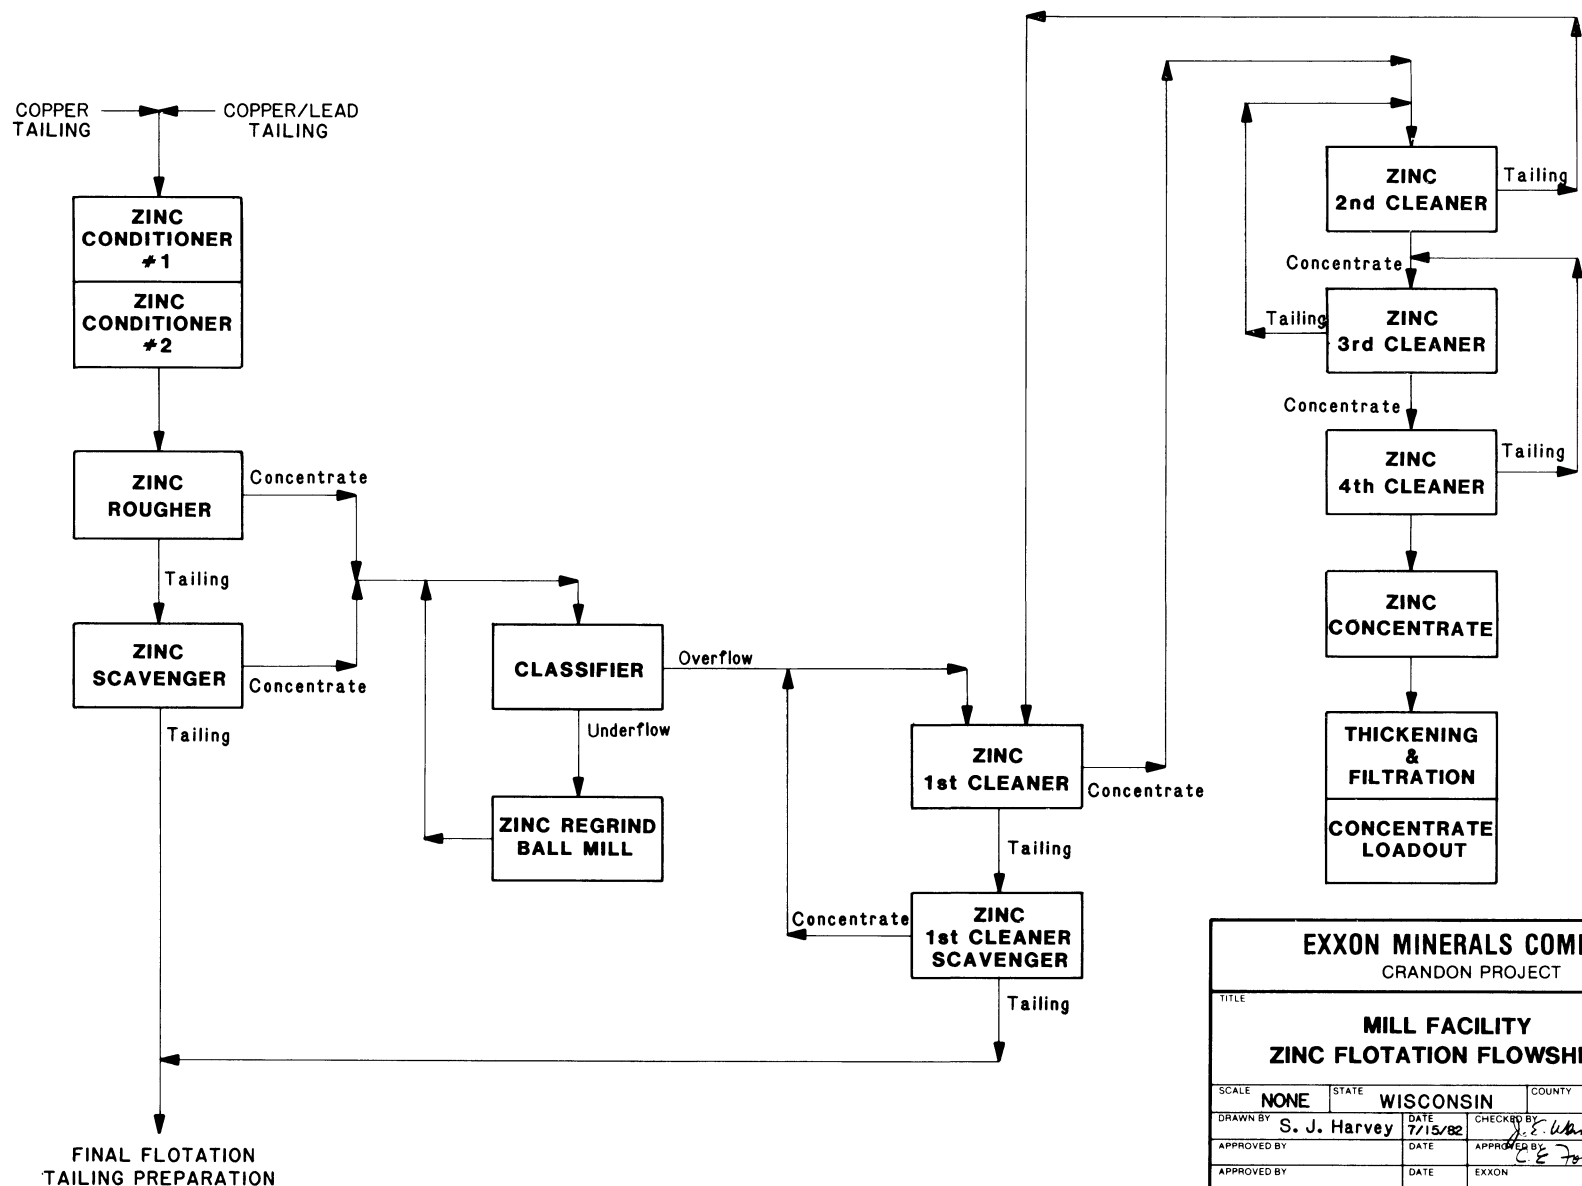 COPPER
TAILING
COPPER/LEAD
TAILING
ZINC
CONDITIONER
#1
ZINC
CONDITIONER
#2
ZINC
ROUGHER
Concentrate
Tailing
ZINC
SCAVENGER
Concentrate
Tailing
CLASSIFIER
Overflow
Underflow
ZINC REGRIND
BALL MILL
ZINC
1st CLEANER
Concentrate
Tailing
ZINC
1st CLEANER
SCAVENGER
Concentrate
Tailing
FINAL FLOTATION
TAILING PREPARATION
ZINC
2nd CLEANER
Tailing
Concentrate
ZINC
3rd CLEANER
Tailing
Concentrate
ZINC
4th CLEANER
Tailing
ZINC
CONCENTRATE
THICKENING
&
FILTRATION
CONCENTRATE
LOADOUT
EXXON MINERALS
CRANDON PROJECT
TITLE
MILL FACILITY
ZINC FLOTATION
SCALE NONE STATE WISCONSIN COUNTY
DRAWN BY S. J. Harvey DATE 7/15/82 CHECKED BY J. E.
APPROVED BY DATE APPROVED BY C. E.
APPROVED BY DATE EXXON